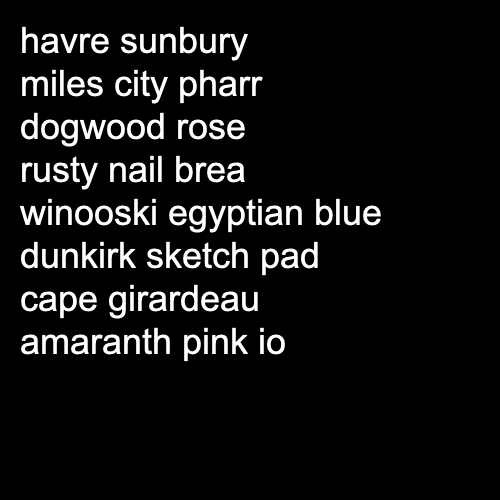 havre sunbury
miles city pharr
dogwood rose
rusty nail brea
winooski egyptian blue
dunkirk sketch pad
cape girardeau
amaranth pink io